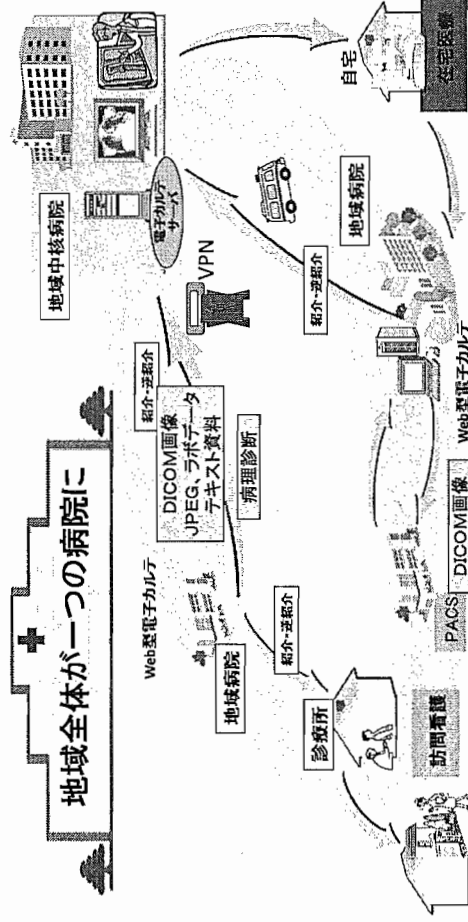 地域全体が一つの病院に
地域中核病院
電子カルテ
サーバ
VPN
紹介・逆紹介
DICOM画像
JPEG、ラボデータ
テキスト資料
病理診断
Web型電子カルテ
地域病院
紹介・逆紹介
診療所
訪問看護
紹介・逆紹介
地域病院
自宅
在宅医療
PACS
DICOM画像
Web型電子カルテ